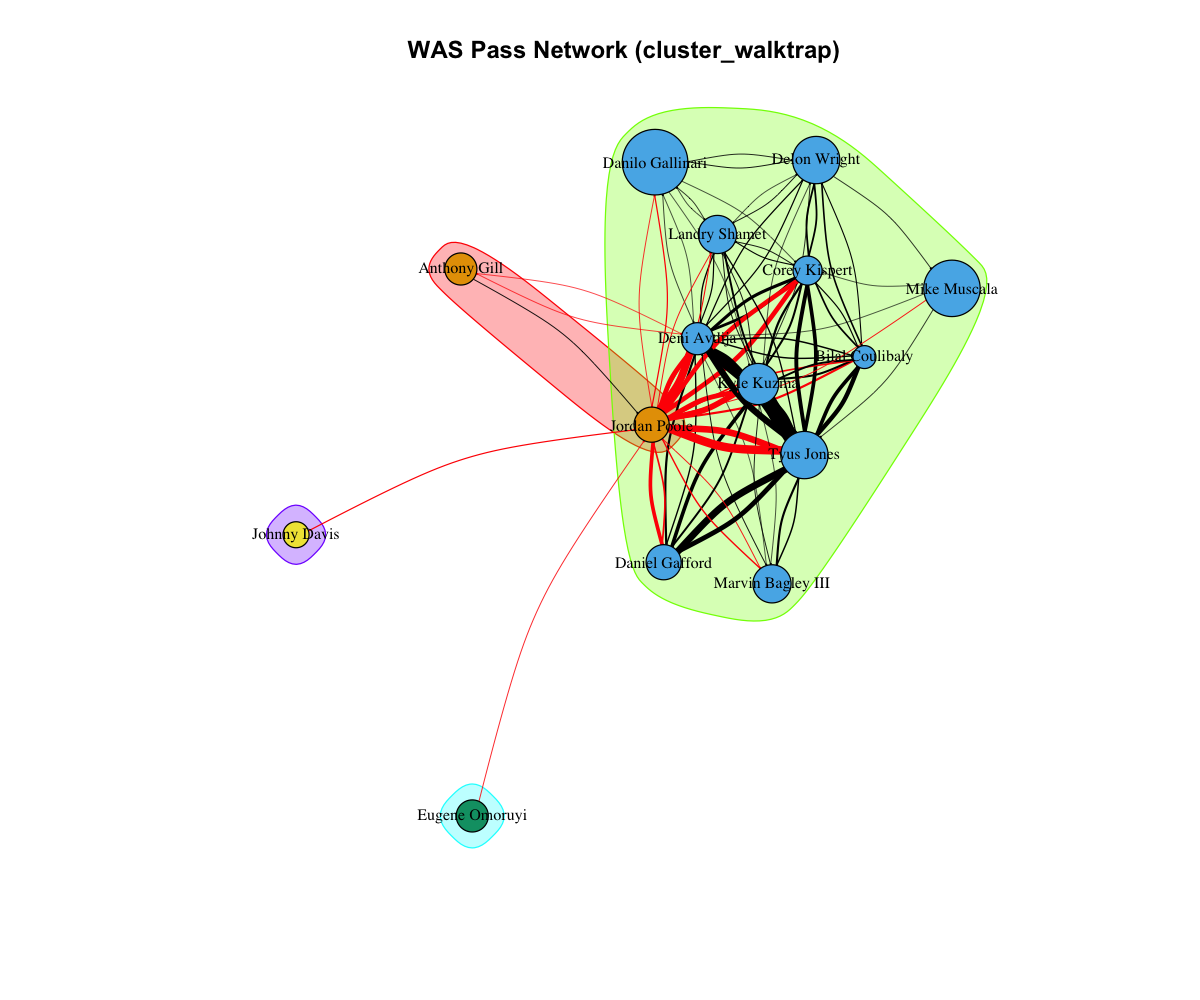 WAS Pass Network (cluster_walktrap)
Danilo Gallinari
Delon Wright
Landry Shamet
Anthony Gill
Corey Kispert
Mike Muscala
Deni Avdija
Bilal Coulibaly
Kyle Kuzma
Jordan Poole
Tyus Jones
Johnny Davis
Daniel Gafford
Marvin Bagley III
Eugene Omoruyi